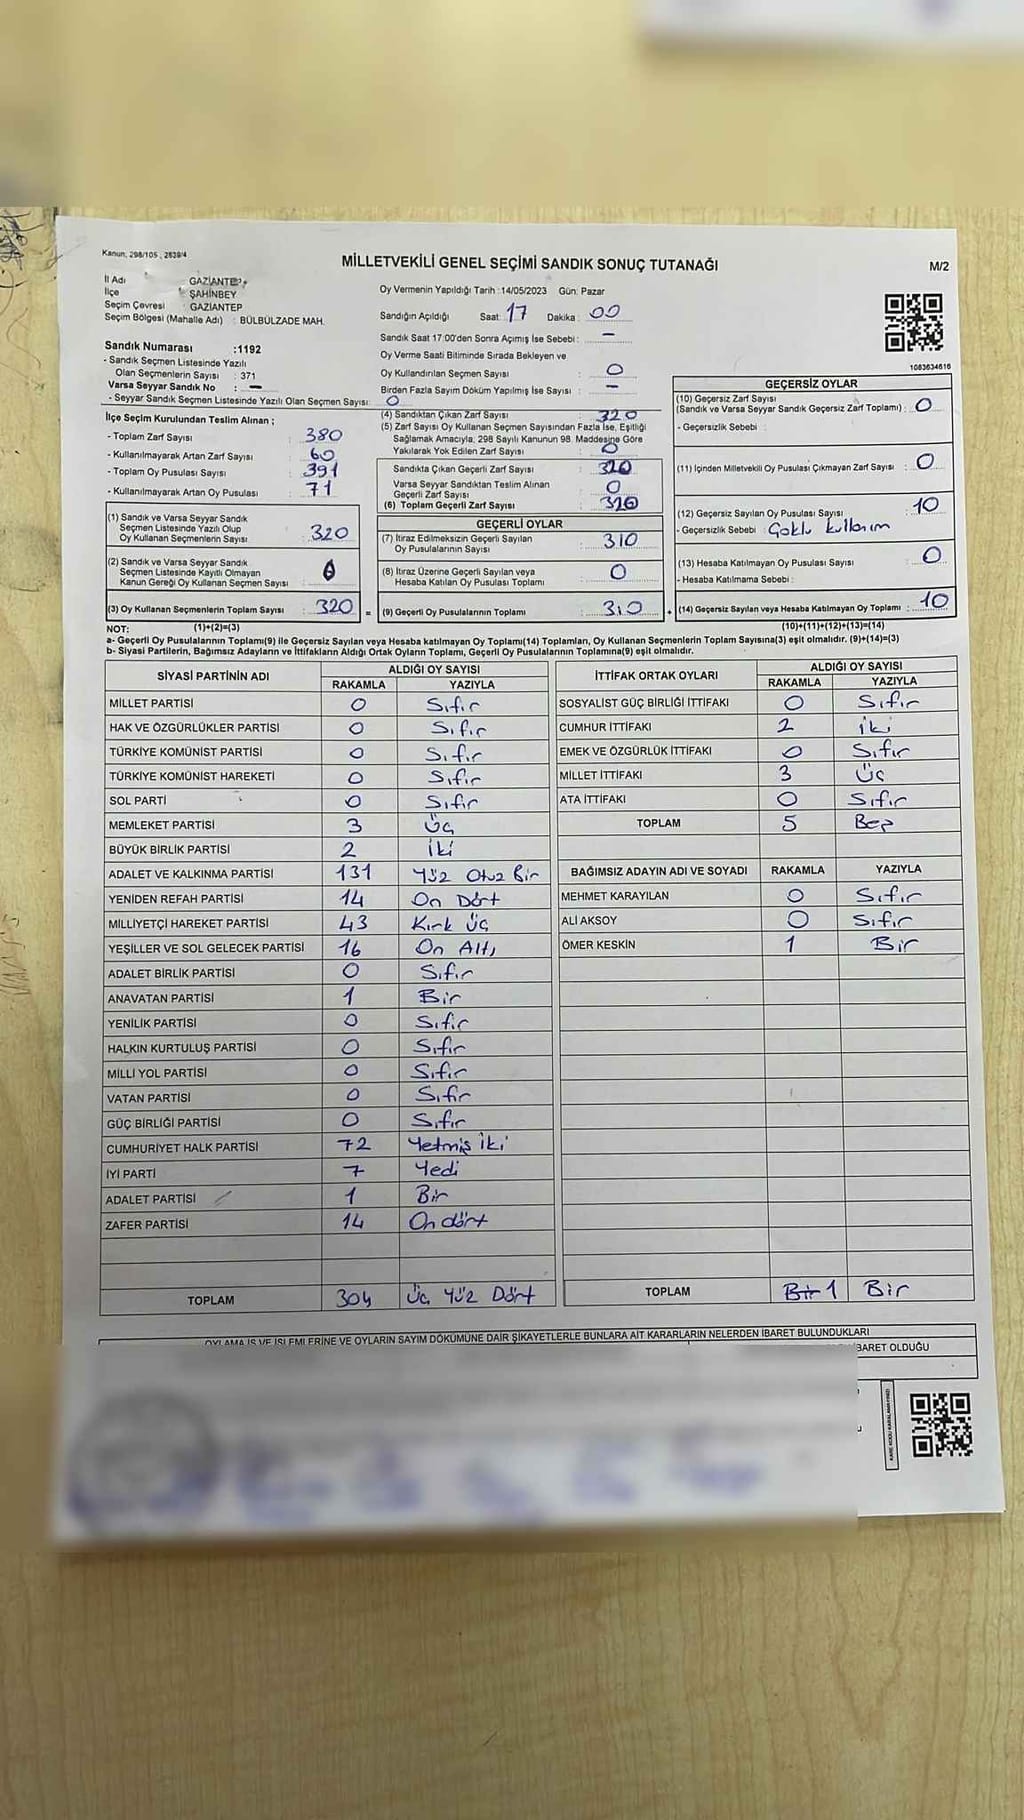 Kanun, 298/105 , 2839/4
MİLLETVEKİLİ GENEL SEÇİMİ SANDIK SONUÇ TUTANAĞI
M/2
İl Adı GAZİANTEP
İlçe ŞAHİNBEY
Seçim Çevresi GAZİANTEP
Seçim Bölgesi (Mahalle Adı) : BÜLBÜLZADE MAH.
Sandık Numarası :1192
- Sandık Seçmen Listesinde Yazılı
Olan Seçmenlerin Sayısı : 371
Varsa Seyyar Sandık No : -
- Seyyar Sandık Seçmen Listesinde Yazılı Olan Seçmen Sayısı: 0
Oy Vermenin Yapıldığı Tarih :14/05/2023 Gün: Pazar
Sandığın Açıldığı Saat: 17 Dakika : 00
Sandık Saat 17:00'den Sonra Açımış İse Sebebi : -
Oy Verme Saati Bitiminde Sırada Bekleyen ve
Oy Kullandırılan Seçmen Sayısı : 0
Birden Fazla Sayım Döküm Yapılmış İse Sayısı : -
1083634616
İlçe Seçim Kurulundan Teslim Alınan ;
- Toplam Zarf Sayısı : 380
- Kullanılmayarak Artan Zarf Sayısı : 60
- Toplam Oy Pusulası Sayısı : 391
- Kullanılmayarak Artan Oy Pusulası : 71
(1) Sandık ve Varsa Seyyar Sandık
Seçmen Listesinde Yazılı Olup
Oy Kullanan Seçmenlerin Sayısı : 320
(2) Sandık ve Varsa Seyyar Sandık
Seçmen Listesinde Kayıtlı Olmayan
Kanun Gereği Oy Kullanan Seçmen Sayısı : 0
(3) Oy Kullanan Seçmenlerin Toplam Sayısı : 320 =
(4) Sandıktan Çıkan Zarf Sayısı : 320
(5) Zarf Sayısı Oy Kullanan Seçmen Sayısından Fazla İse, Eşitliği
Sağlamak Amacıyla, 298 Sayılı Kanunun 98. Maddesine Göre
Yakılarak Yok Edilen Zarf Sayısı : 0
Sandıkta Çıkan Geçerli Zarf Sayısı : 320
Varsa Seyyar Sandıktan Teslim Alınan
Geçerli Zarf Sayısı : 0
(6) Toplam Geçerli Zarf Sayısı : 320
GEÇERLİ OYLAR
(7) İtiraz Edilmeksizin Geçerli Sayılan
Oy Pusulalarının Sayısı : 310
(8) İtiraz Üzerine Geçerli Sayılan veya
Hesaba Katılan Oy Pusulası Toplamı : 0
(9) Geçerli Oy Pusulalarının Toplamı : 310 +
GEÇERSİZ OYLAR
(10) Geçersiz Zarf Sayısı
(Sandık ve Varsa Seyyar Sandık Geçersiz Zarf Toplamı) : 0
- Geçersizlik Sebebi :
(11) İçinden Milletvekili Oy Pusulası Çıkmayan Zarf Sayısı : 0
(12) Geçersiz Sayılan Oy Pusulası Sayısı : 10
- Geçersizlik Sebebi : Çoklu kullanım
(13) Hesaba Katılmayan Oy Pusulası Sayısı : 0
- Hesaba Katılmama Sebebi :
(14) Geçersiz Sayılan veya Hesaba Katılmayan Oy Toplamı : 10
NOT: (1)+(2)=(3) (10)+(11)+(12)+(13)=(14)
a- Geçerli Oy Pusulasının Toplamı(9) ile Geçersiz Sayılan veya Hesaba katılmayan Oy Toplamı(14) Toplamları, Oy Kullanan Seçmenlerin Toplam Sayısına(3) eşit olmalıdır. (9)+(14)=(3)
b- Siyasi Partilerin, Bağımsız Adayların ve İttifakların Aldığı Ortak Oyların Toplamı, Geçerli Oy Pusulalarının Toplamına(9) eşit olmalıdır.
SİYASİ PARTİNİN ADI ALDIĞI OY SAYISI
RAKAMLA YAZIYLA
MİLLET PARTİSİ 0 Sıfır
HAK VE ÖZGÜRLÜKLER PARTİSİ 0 Sıfır
TÜRKİYE KOMÜNİST PARTİSİ 0 Sıfır
TÜRKİYE KOMÜNİST HAREKETİ 0 Sıfır
SOL PARTİ 0 Sıfır
MEMLEKET PARTİSİ 3 Üç
BÜYÜK BİRLİK PARTİSİ 2 İki
ADALET VE KALKINMA PARTİSİ 131 Yüz Otuz Bir
YENİDEN REFAH PARTİSİ 14 On Dört
MİLLİYETÇİ HAREKET PARTİSİ 43 Kırk Üç
YEŞİLLER VE SOL GELECEK PARTİSİ 16 On Altı
ADALET BİRLİK PARTİSİ 0 Sıfır
ANAVATAN PARTİSİ 1 Bir
YENİLİK PARTİSİ 0 Sıfır
HALKIN KURTULUŞ PARTİSİ 0 Sıfır
MİLLİ YOL PARTİSİ 0 Sıfır
VATAN PARTİSİ 0 Sıfır
GÜÇ BİRLİĞİ PARTİSİ 0 Sıfır
CUMHURİYET HALK PARTİSİ 72 Yetmiş İki
İYİ PARTİ 7 Yedi
ADALET PARTİSİ 1 Bir
ZAFER PARTİSİ 14 On dört
TOPLAM 304 Üç Yüz Dört
İTTİFAK ORTAK OYLARI ALDIĞI OY SAYISI
RAKAMLA YAZIYLA
SOSYALİST GÜÇ BİRLİĞİ İTTİFAKI 0 Sıfır
CUMHUR İTTİFAKI 2 İki
EMEK VE ÖZGÜRLÜK İTTİFAKI 0 Sıfır
MİLLET İTTİFAKI 3 Üç
ATA İTTİFAKI 0 Sıfır
TOPLAM 5 Beş
BAĞIMSIZ ADAYIN ADI VE SOYADI RAKAMLA YAZIYLA
MEHMET KARAYILAN 0 Sıfır
ALİ AKSOY 0 Sıfır
ÖMER KESKİN 1 Bir
TOPLAM Bir 1 Bir
OYLAMA İŞ VE İŞLEMLERİNE VE OYLARIN SAYIM DÖKÜMÜNE DAİR ŞİKAYETLERLE BUNLARA AİT KARARLARIN NELERDEN İBARET BULUNDUKLARI
İBARET OLDUĞU